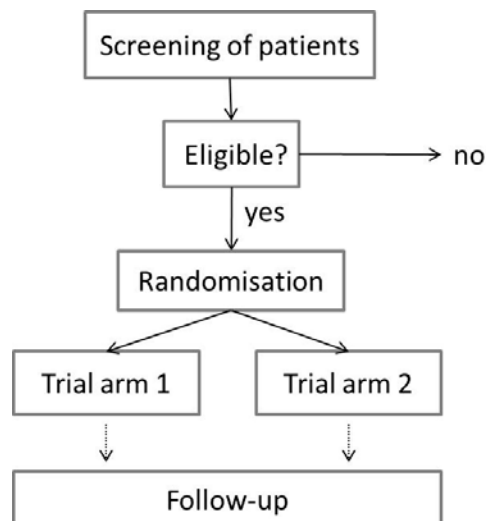 Screening of patients
Eligible?
no
yes
Randomisation
Trial arm 1
Trial arm 2
Follow-up